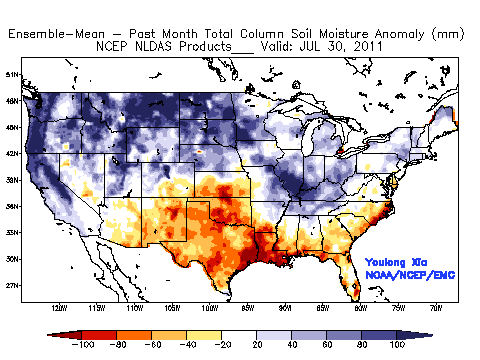 Ensemble-Mean - Past Month Total Column Soil Moisture Anomaly (mm)
NCEP NLDAS Products___ Valid: JUL 30, 2011
51N
48N
45N
42N
39N
36N
33N
30N
27N
120W 115W 110W 105W 100W 95W 90W 85W 80W 75W 70W
Youlong Xia
NOAA/NCEP/EMC
-100 -80 -60 -40 -20 20 40 60 80 100